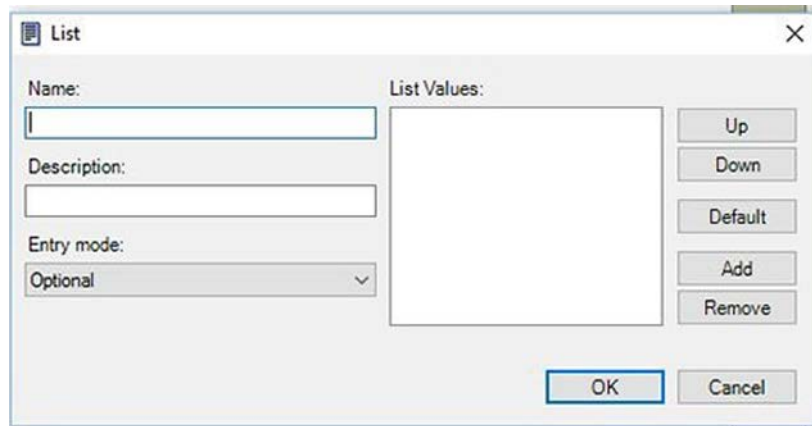 List
Name:
Description:
Entry mode:
Optional
List Values:
Up
Down
Default
Add
Remove
OK
Cancel